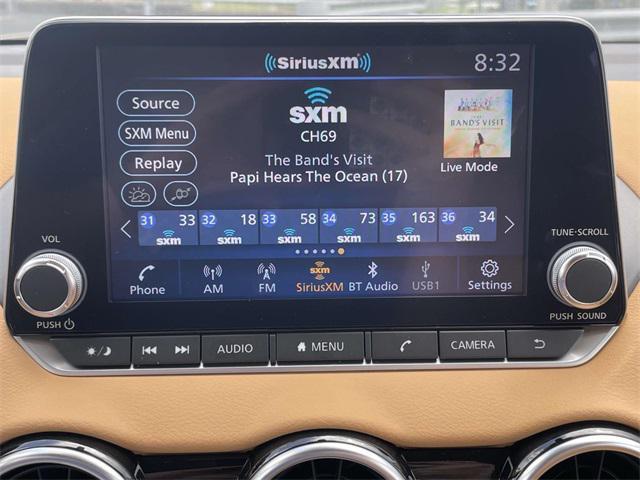 SiriusXM
8:32
Source
SXM Menu
Replay
sxm
CH69
The Band's Visit
Papi Hears The Ocean (17)
BAND'S VISIT
Live Mode
31 33 sxm
32 18 sxm
33 58 sxm
34 73 sxm
35 163 sxm
36 34 sxm
Phone
AM
FM
sxm
SiriusXM
BT Audio
USB1
Settings
VOL
PUSH
TUNE·SCROLL
PUSH SOUND
AUDIO
MENU
CAMERA